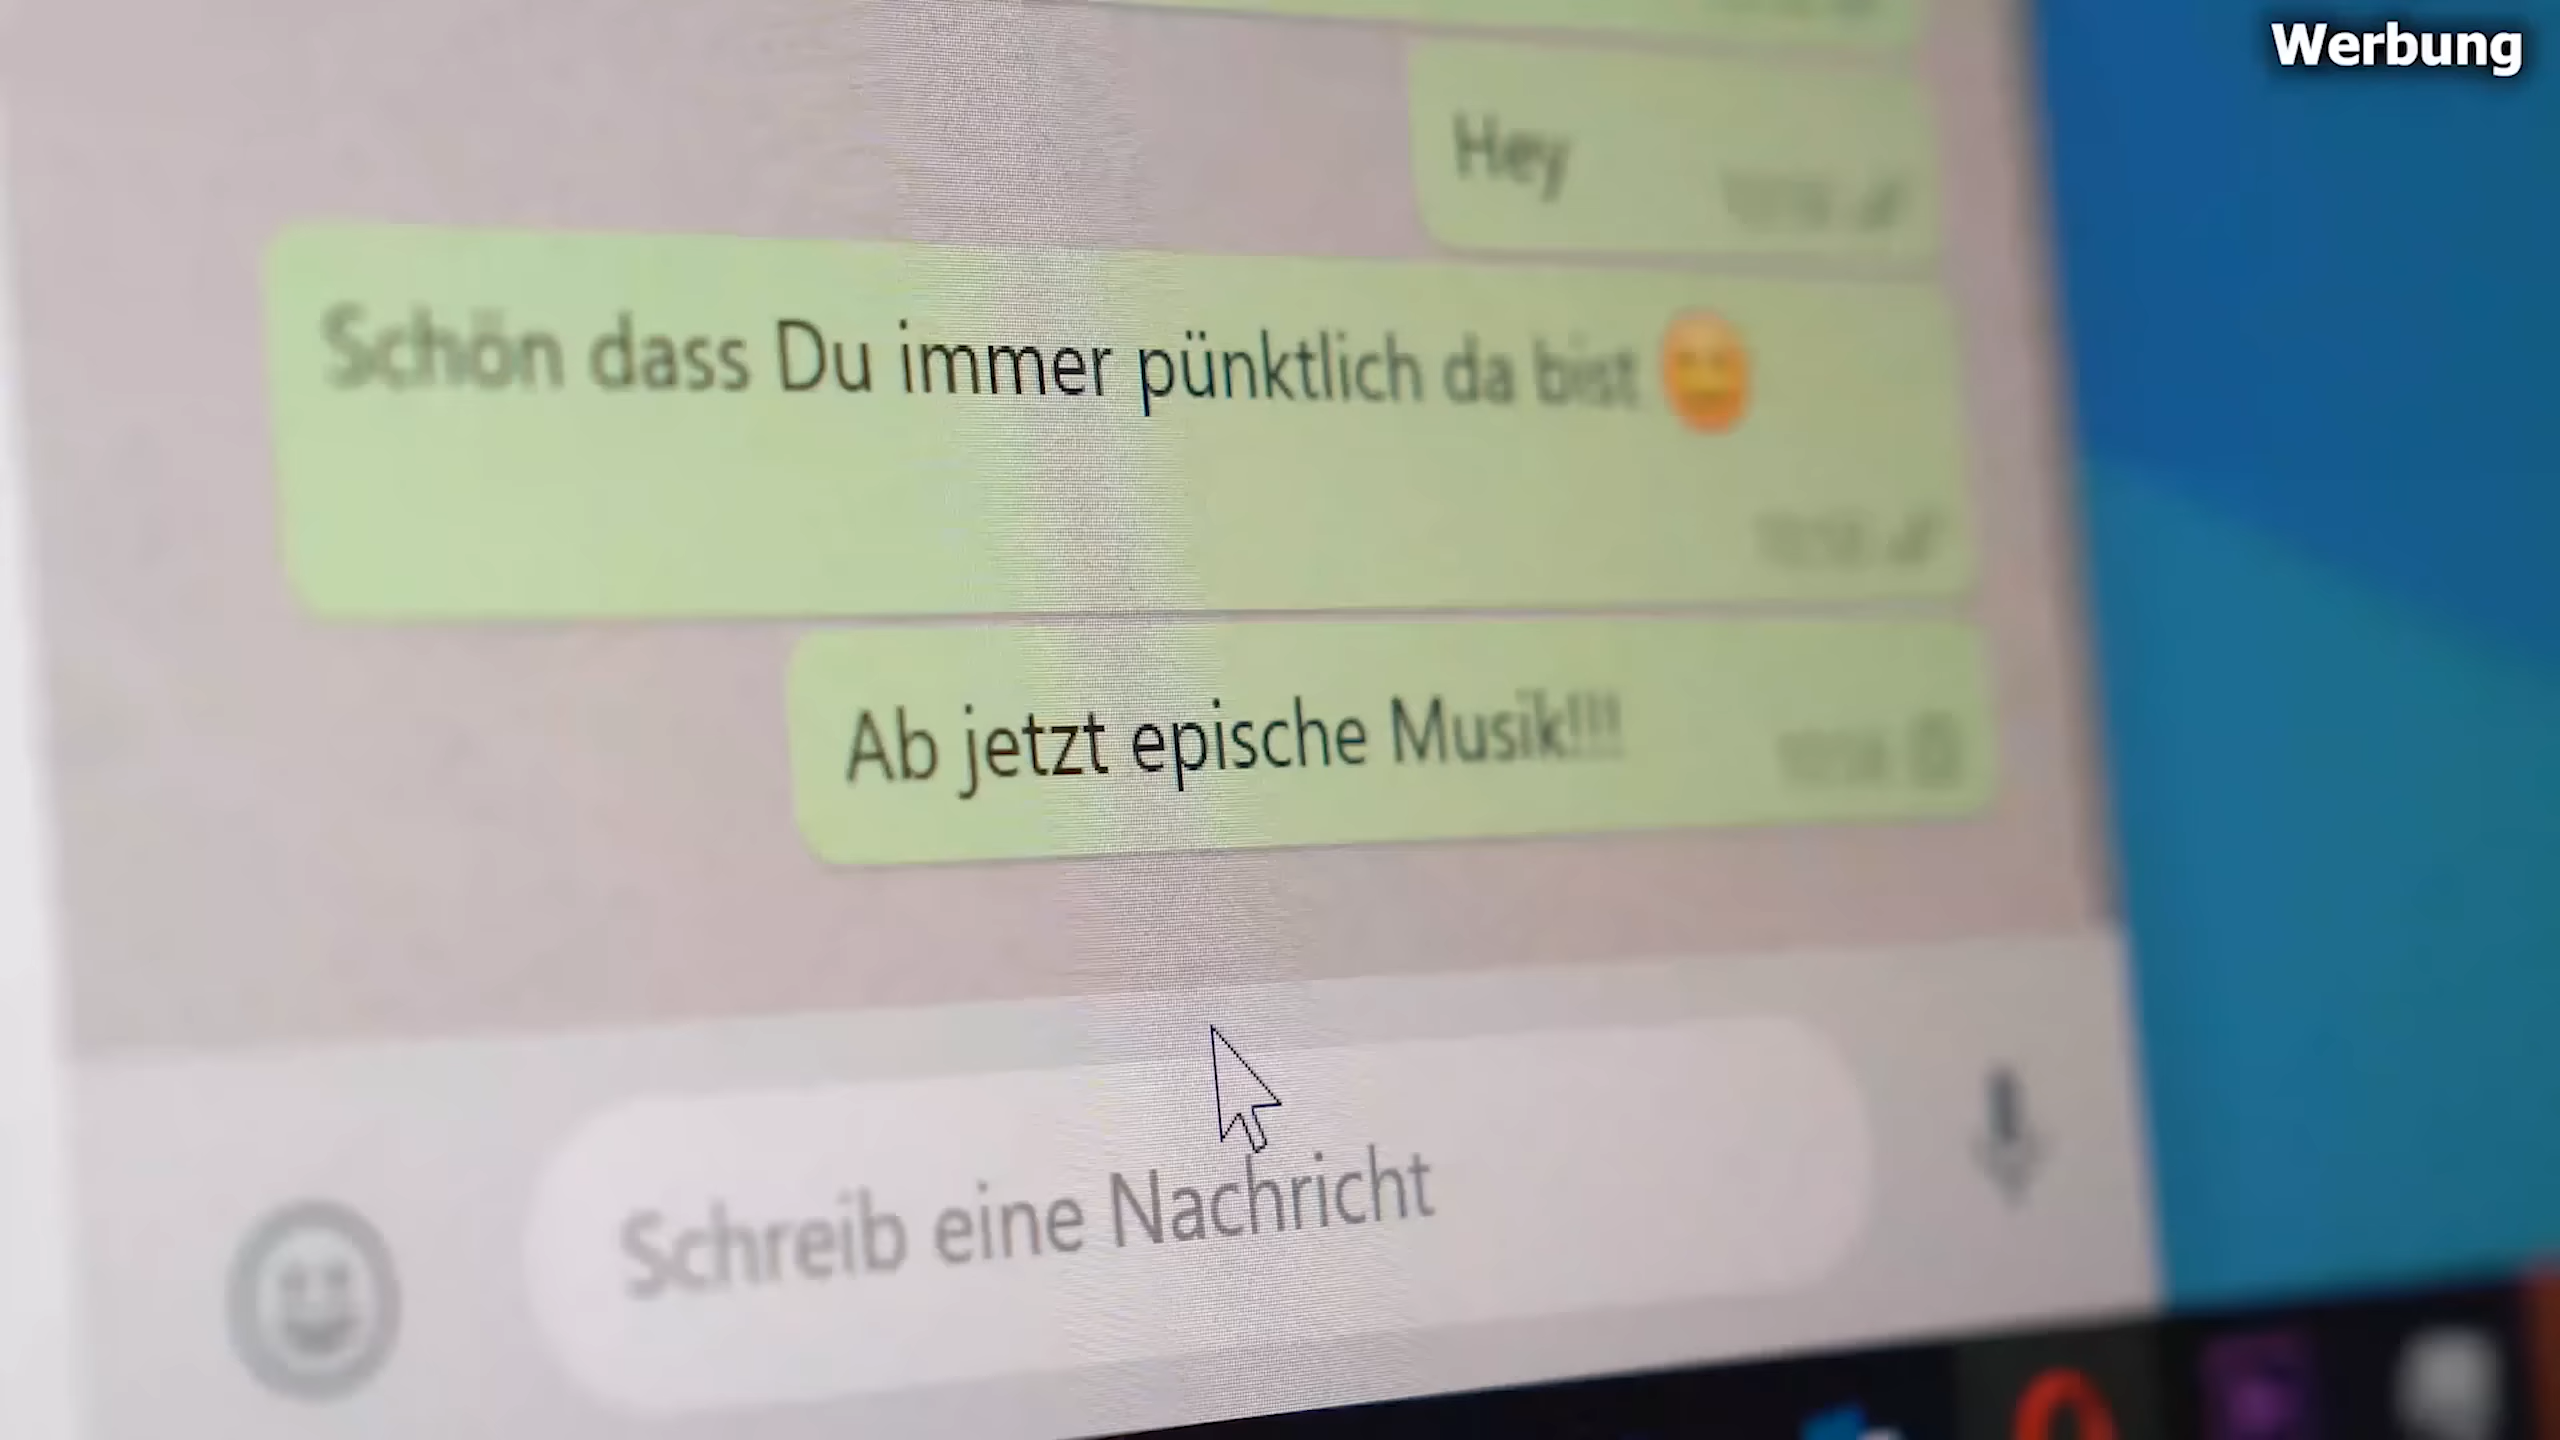 Werbung
Hey
Schön dass Du immer pünktlich da bist 😊
Ab jetzt epische Musik!!!
Schreib eine Nachricht